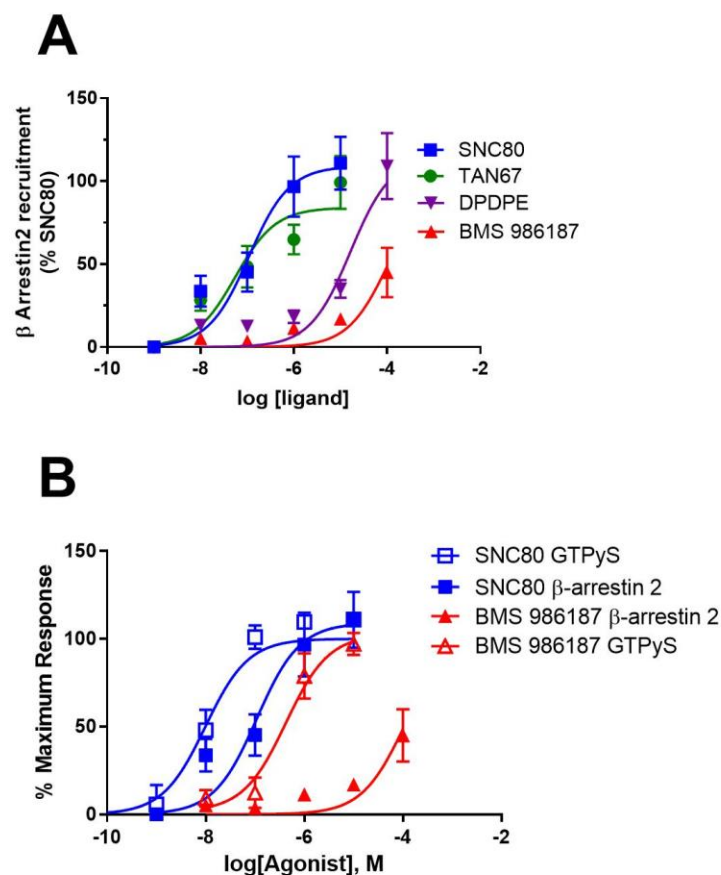 A
β Arrestin2 recruitment
(% SNC80)
150
100
50
0
-10
-8
-6
-4
-2
log [ligand]
SNC80
TAN67
DPDPE
BMS 986187
B
% Maximum Response
150
100
50
0
-10
-8
-6
-4
-2
log[Agonist], M
SNC80 GTPyS
SNC80 β-arrestin 2
BMS 986187 β-arrestin 2
BMS 986187 GTPyS